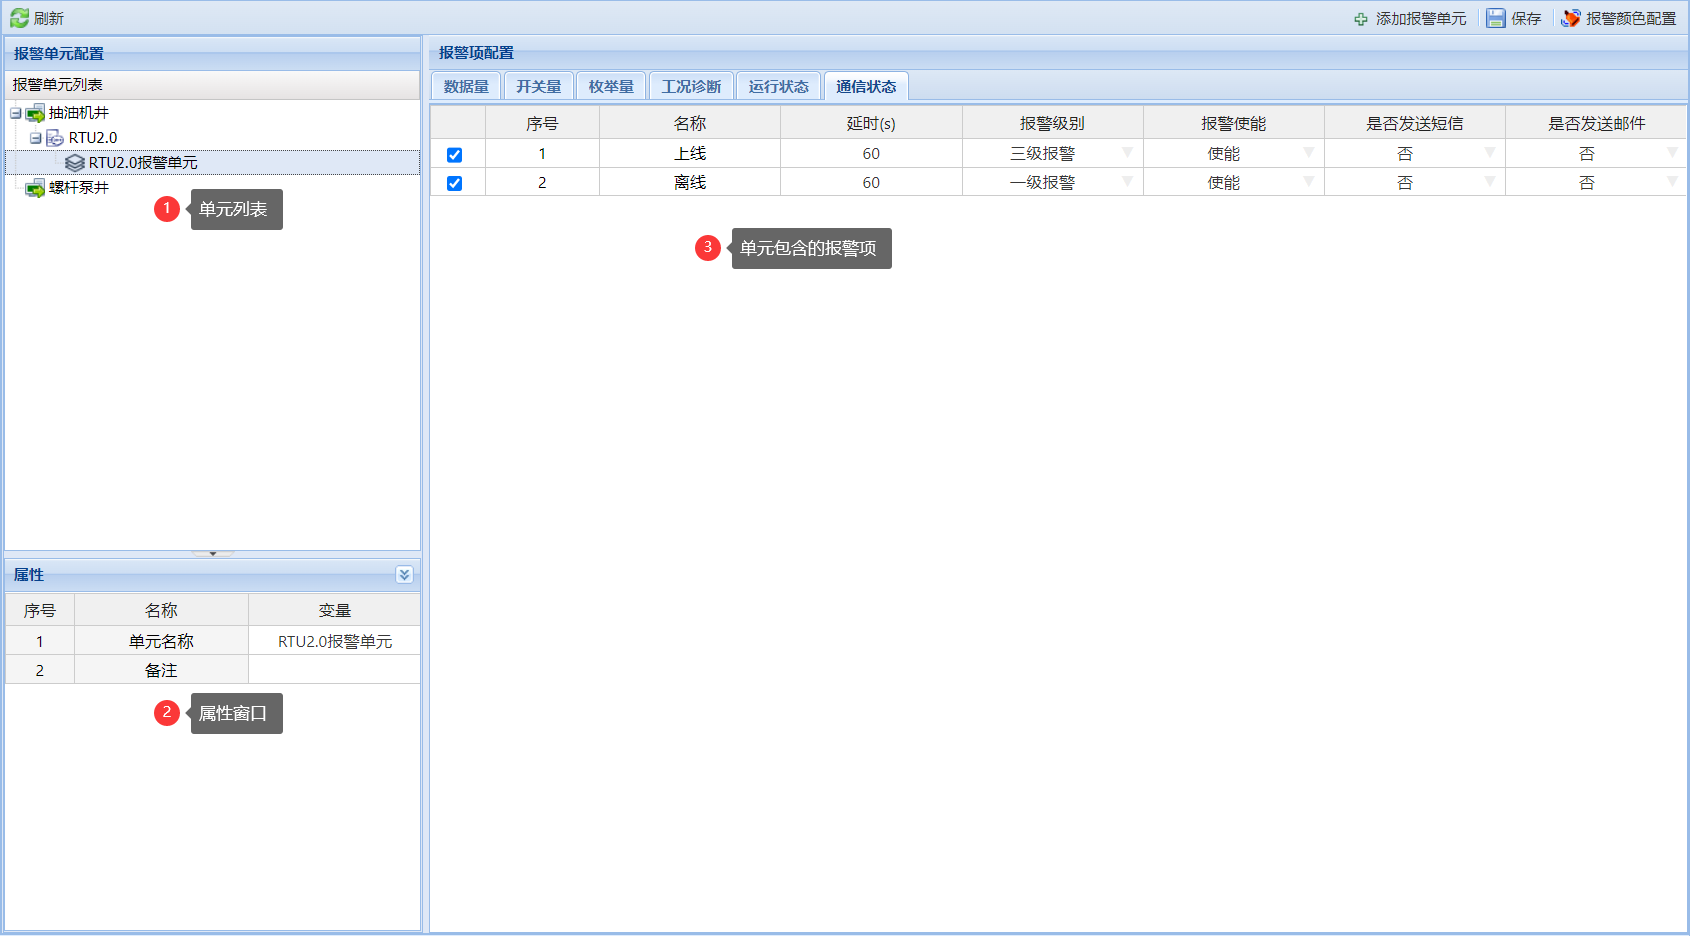 刷新
添加报警单元
保存
报警颜色配置
报警单元配置
报警单元列表
抽油机井
RTU2.0
RTU2.0报警单元
螺杆泵井
1 单元列表
属性
序号 名称 变量
1 单元名称 RTU2.0报警单元
2 备注
2 属性窗口
报警项配置
数据量 开关量 枚举量 工况诊断 运行状态 通信状态
序号 名称 延时(s) 报警级别 报警使能 是否发送短信 是否发送邮件
1 上线 60 三级报警 使能 否 否
2 离线 60 一级报警 使能 否 否
3 单元包含的报警项